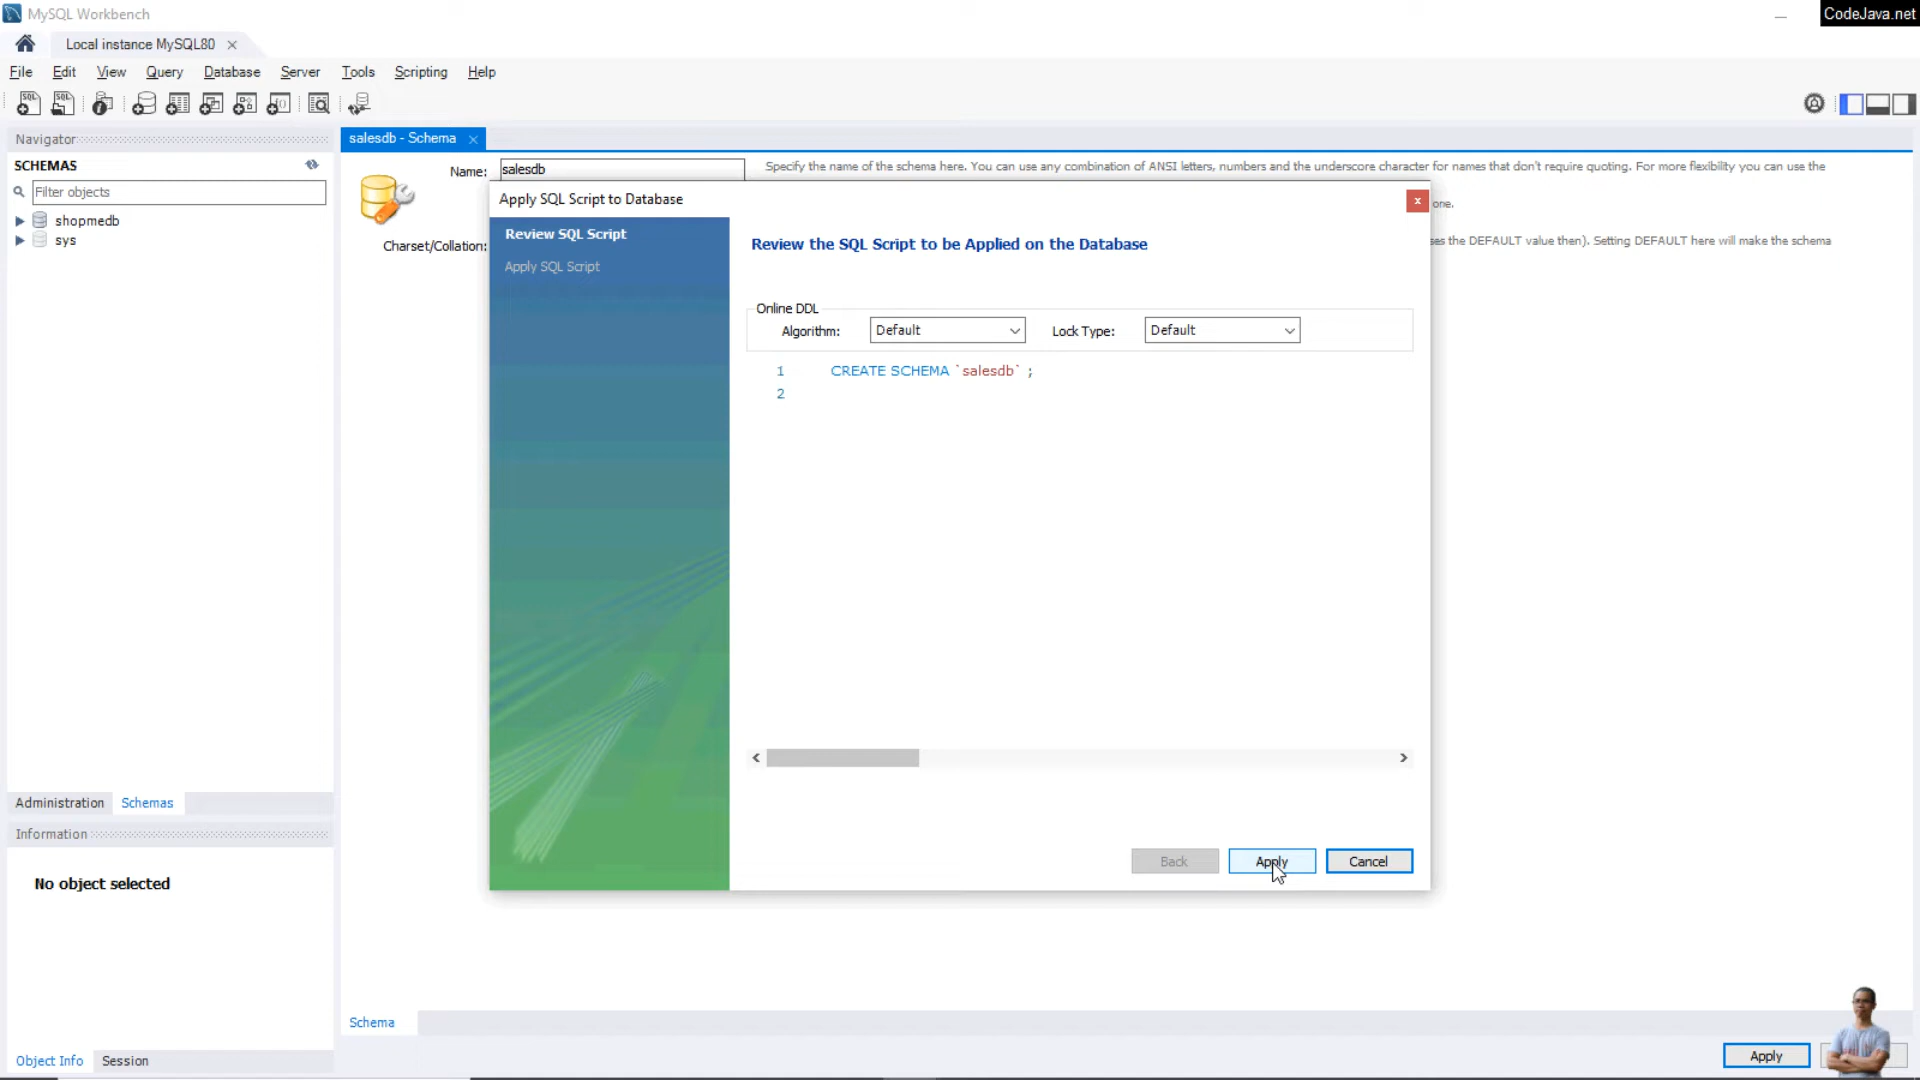 MySQL Workbench
CodeJava.net
Local instance MySQL80
File Edit View Query Database Server Tools Scripting Help
Navigator
salesdb - Schema
SCHEMAS
Filter objects
shopmedb
sys
Name: salesdb
Specify the name of the schema here. You can use any combination of ANSI letters, numbers and the underscore character for names that don't require quoting. For more flexibility you can use the
one.
Charset/Collation:
ses the DEFAULT value then). Setting DEFAULT here will make the schema
Apply SQL Script to Database
Review SQL Script
Apply SQL Script
Review the SQL Script to be Applied on the Database
Online DDL
Algorithm: Default Lock Type: Default
1 CREATE SCHEMA `salesdb` ;
2
Back Apply Cancel
Administration Schemas
Information
No object selected
Schema
Object Info Session
Apply